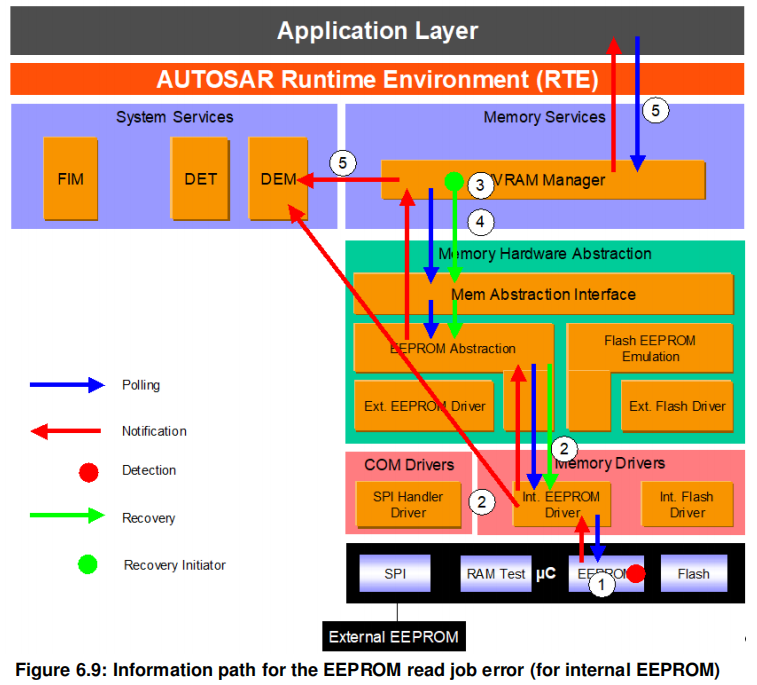 Application Layer
AUTOSAR Runtime Environment (RTE)
System Services
Memory Services
5
FIM
DET
DEM
5
3
VRAM Manager
4
Memory Hardware Abstraction
Mem Abstraction Interface
EEPROM Abstraction
Flash EEPROM
Emulation
Ext. EEPROM Driver
Ext. Flash Driver
Polling
Notification
Detection
Recovery
Recovery Initiator
2
COM Drivers
Memory Drivers
SPI Handler
Driver
2
Int. EEPROM
Driver
Int. Flash
Driver
SPI
RAM Test
µC
EEPROM
1
Flash
External EEPROM
Figure 6.9: Information path for the EEPROM read job error (for internal EEPROM)